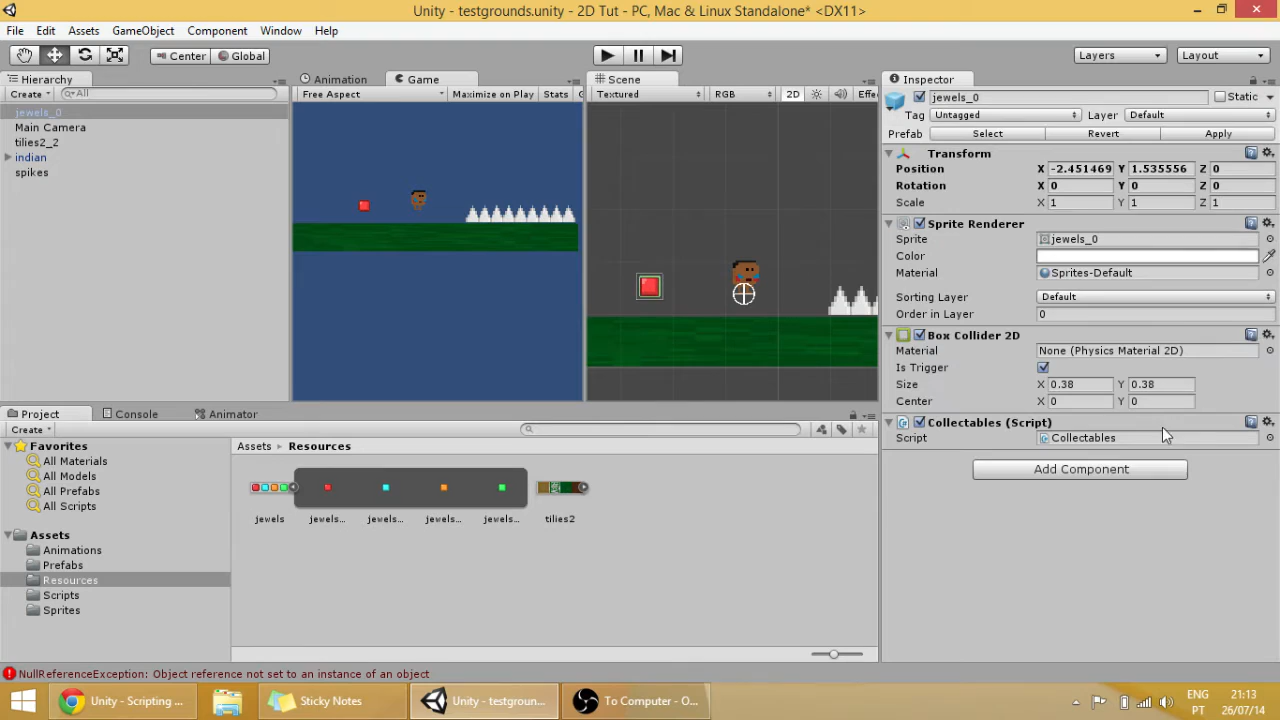 Unity - testgrounds.unity - 2D Tut - PC, Mac & Linux Standalone* <DX11>
File Edit Assets GameObject Component Window Help
Center Global Layers Layout
Hierarchy
Create All
jewels_0
Main Camera
tilies2_2
indian
spikes
Animation Game
Free Aspect Maximize on Play Stats
Scene
Textured RGB 2D
Inspector
jewels_0 Static
Tag Untagged Layer Default
Prefab Select Revert Apply
Transform
Position X -2.451469 Y 1.535556 Z 0
Rotation X 0 Y 0 Z 0
Scale X 1 Y 1 Z 1
Sprite Renderer
Sprite jewels_0
Color
Material Sprites-Default
Sorting Layer Default
Order in Layer 0
Box Collider 2D
Material None (Physics Material 2D)
Is Trigger
Size X 0.38 Y 0.38
Center X 0 Y 0
Collectables (Script)
Script Collectables
Add Component
Project Console Animator
Create
Favorites
All Materials
All Models
All Prefabs
All Scripts
Assets
Animations
Prefabs
Resources
Scripts
Sprites
Assets Resources
jewels jewels... jewels... jewels... jewels... tilies2
NullReferenceException: Object reference not set to an instance of an object
Unity - Scripting ... Sticky Notes Unity - testgroun... To Computer - O...
ENG 21:13
PT 26/07/14